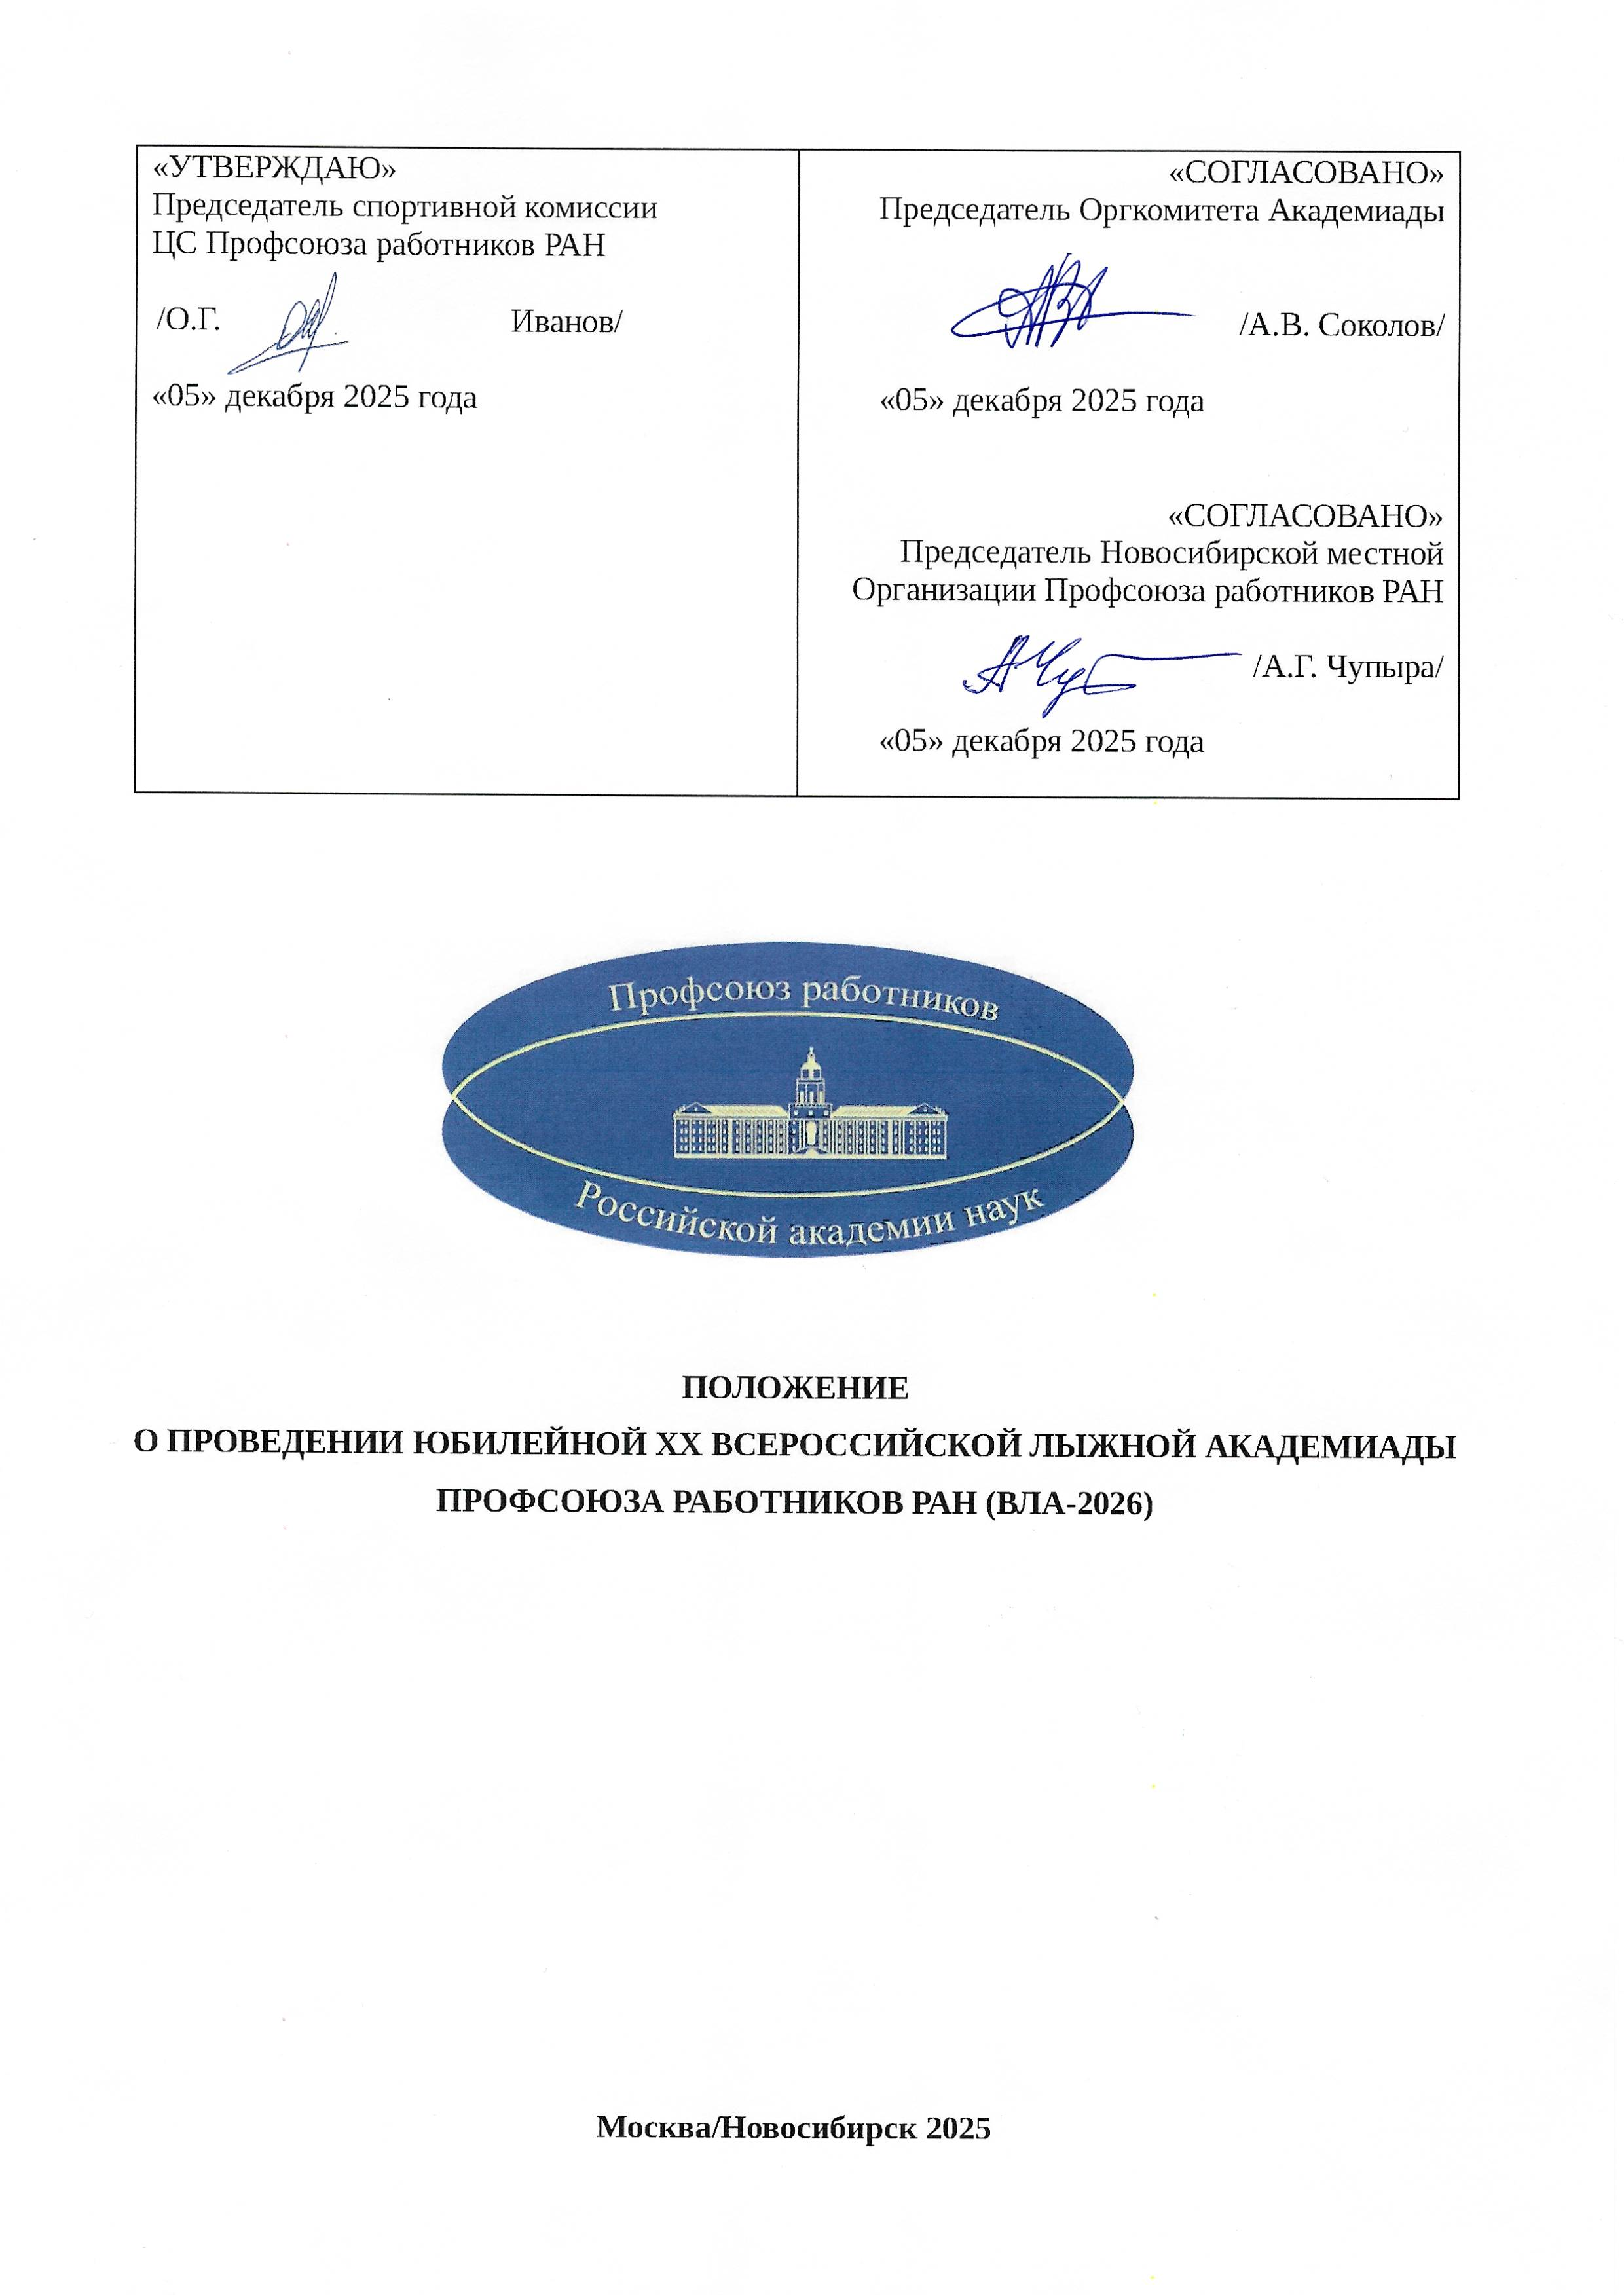 «УТВЕРЖДАЮ»
Председатель спортивной комиссии
ЦС Профсоюза работников РАН
/О.Г. Иванов/
«05» декабря 2025 года
«СОГЛАСОВАНО»
Председатель Оргкомитета Академиады
/А.В. Соколов/
«05» декабря 2025 года
«СОГЛАСОВАНО»
Председатель Новосибирской местной
Организации Профсоюза работников РАН
/А.Г. Чупыра/
«05» декабря 2025 года
Профсоюз работников
Российской академии наук
ПОЛОЖЕНИЕ
О ПРОВЕДЕНИИ ЮБИЛЕЙНОЙ XX ВСЕРОССИЙСКОЙ ЛЫЖНОЙ АКАДЕМИАДЫ
ПРОФСОЮЗА РАБОТНИКОВ РАН (ВЛА-2026)
Москва/Новосибирск 2025